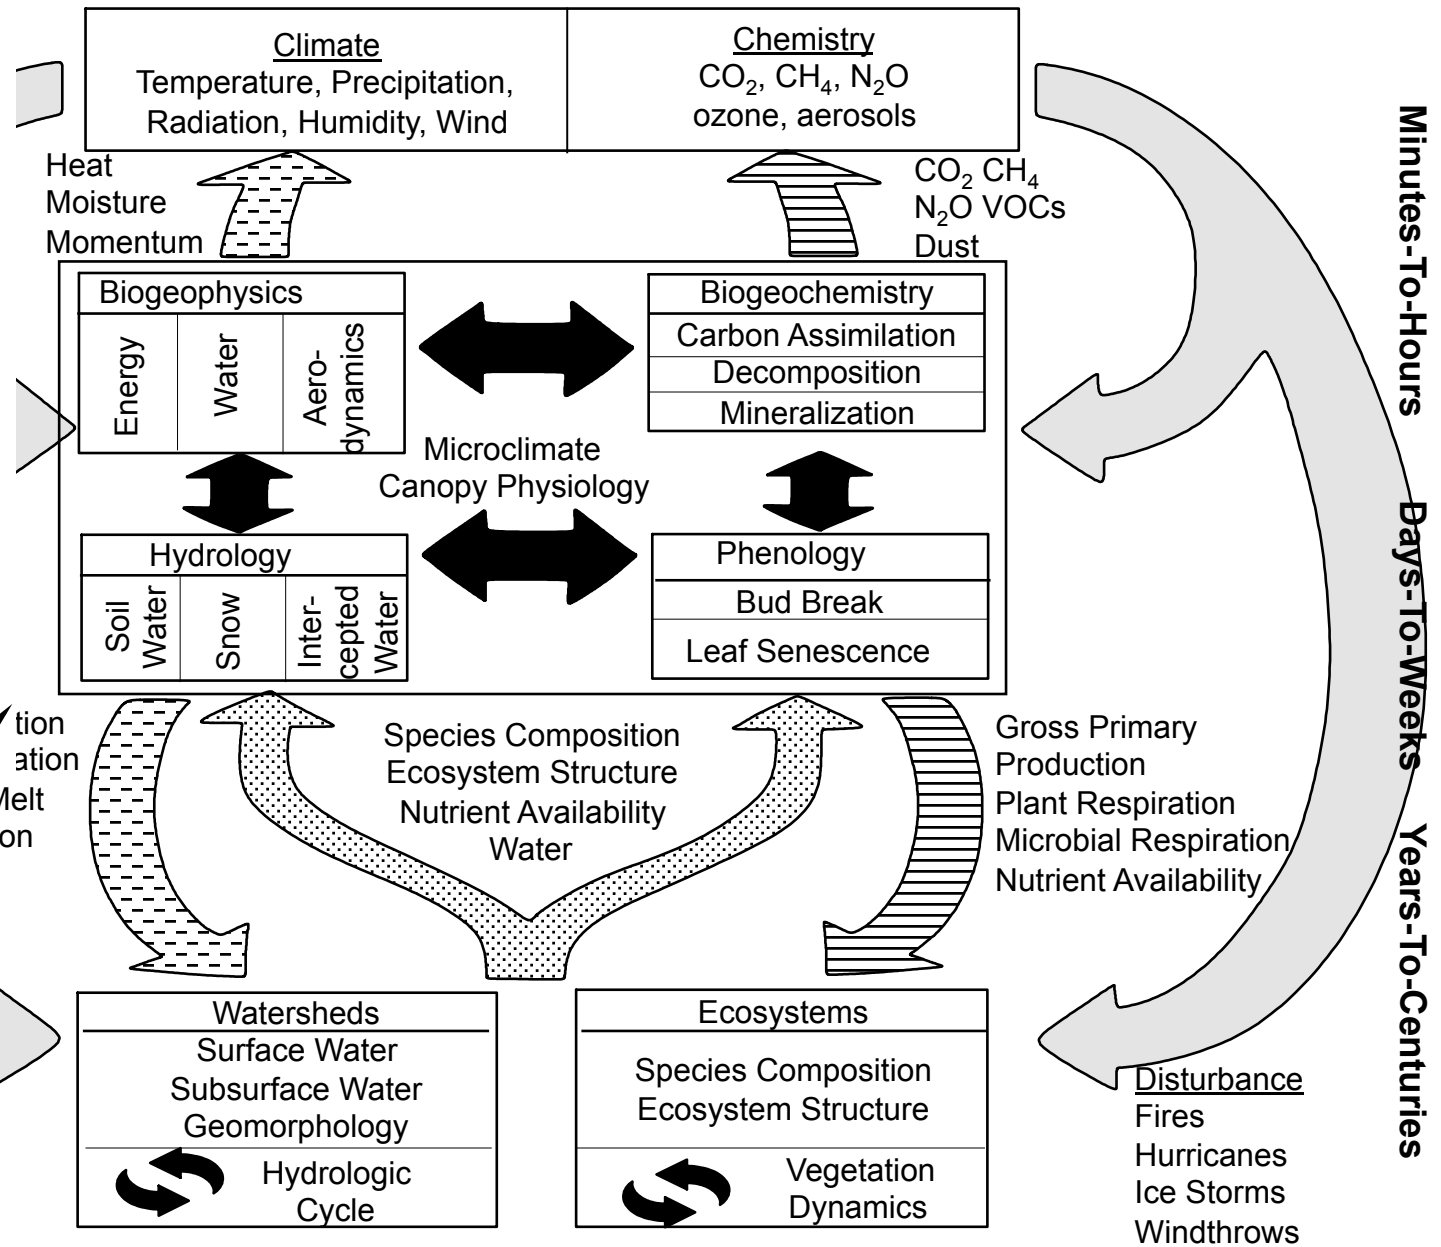 Climate
Temperature, Precipitation,
Radiation, Humidity, Wind
Chemistry
CO₂, CH₄, N₂O
ozone, aerosols
Heat
Moisture
Momentum
CO₂ CH₄
N₂O VOCs
Dust
Biogeophysics
Energy
Water
Aero-
dynamics
Biogeochemistry
Carbon Assimilation
Decomposition
Mineralization
Microclimate
Canopy Physiology
Hydrology
Soil
Water
Snow
Inter-
cepted
Water
Phenology
Bud Break
Leaf Senescence
tion
ation
Melt
on
Species Composition
Ecosystem Structure
Nutrient Availability
Water
Gross Primary
Production
Plant Respiration
Microbial Respiration
Nutrient Availability
Watersheds
Surface Water
Subsurface Water
Geomorphology
Hydrologic
Cycle
Ecosystems
Species Composition
Ecosystem Structure
Vegetation
Dynamics
Disturbance
Fires
Hurricanes
Ice Storms
Windthrows
Minutes-To-Hours
Days-To-Weeks
Years-To-Centuries